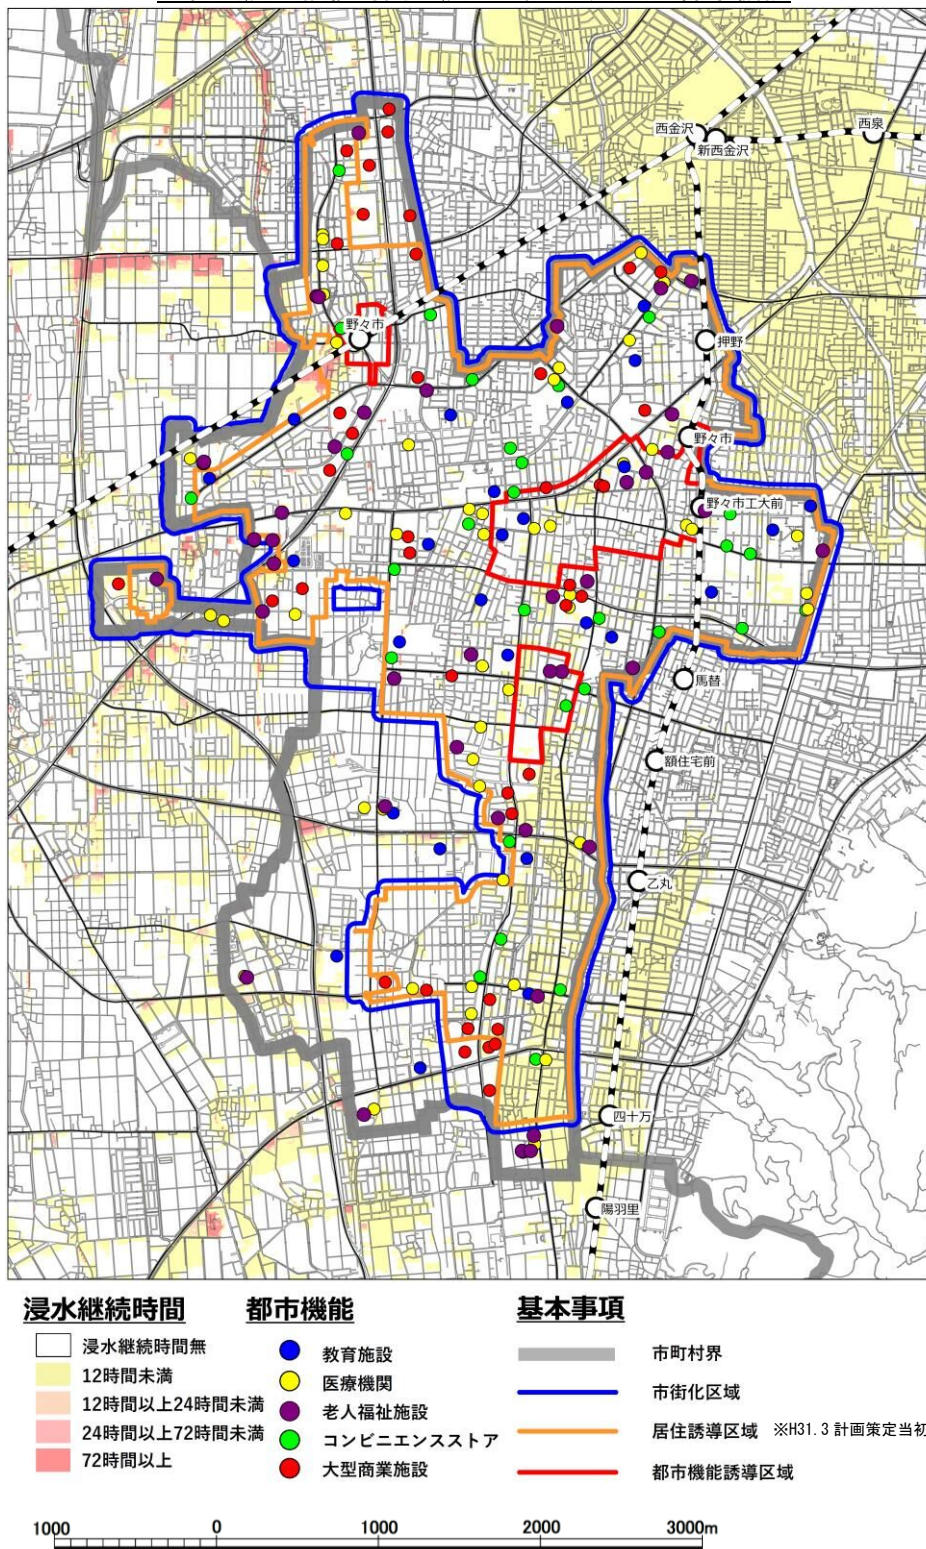 西金沢
新西金沢
西泉
野々市
押野
野々市
野々市工大前
馬替
額住宅前
乙丸
四十万
陽羽里
浸水継続時間
浸水継続時間無
12時間未満
12時間以上24時間未満
24時間以上72時間未満
72時間以上
都市機能
教育施設
医療機関
老人福祉施設
コンビニエンスストア
大型商業施設
基本事項
市町村界
市街化区域
居住誘導区域 ※H31.3 計画策定当初
都市機能誘導区域
1000 0 1000 2000 3000m